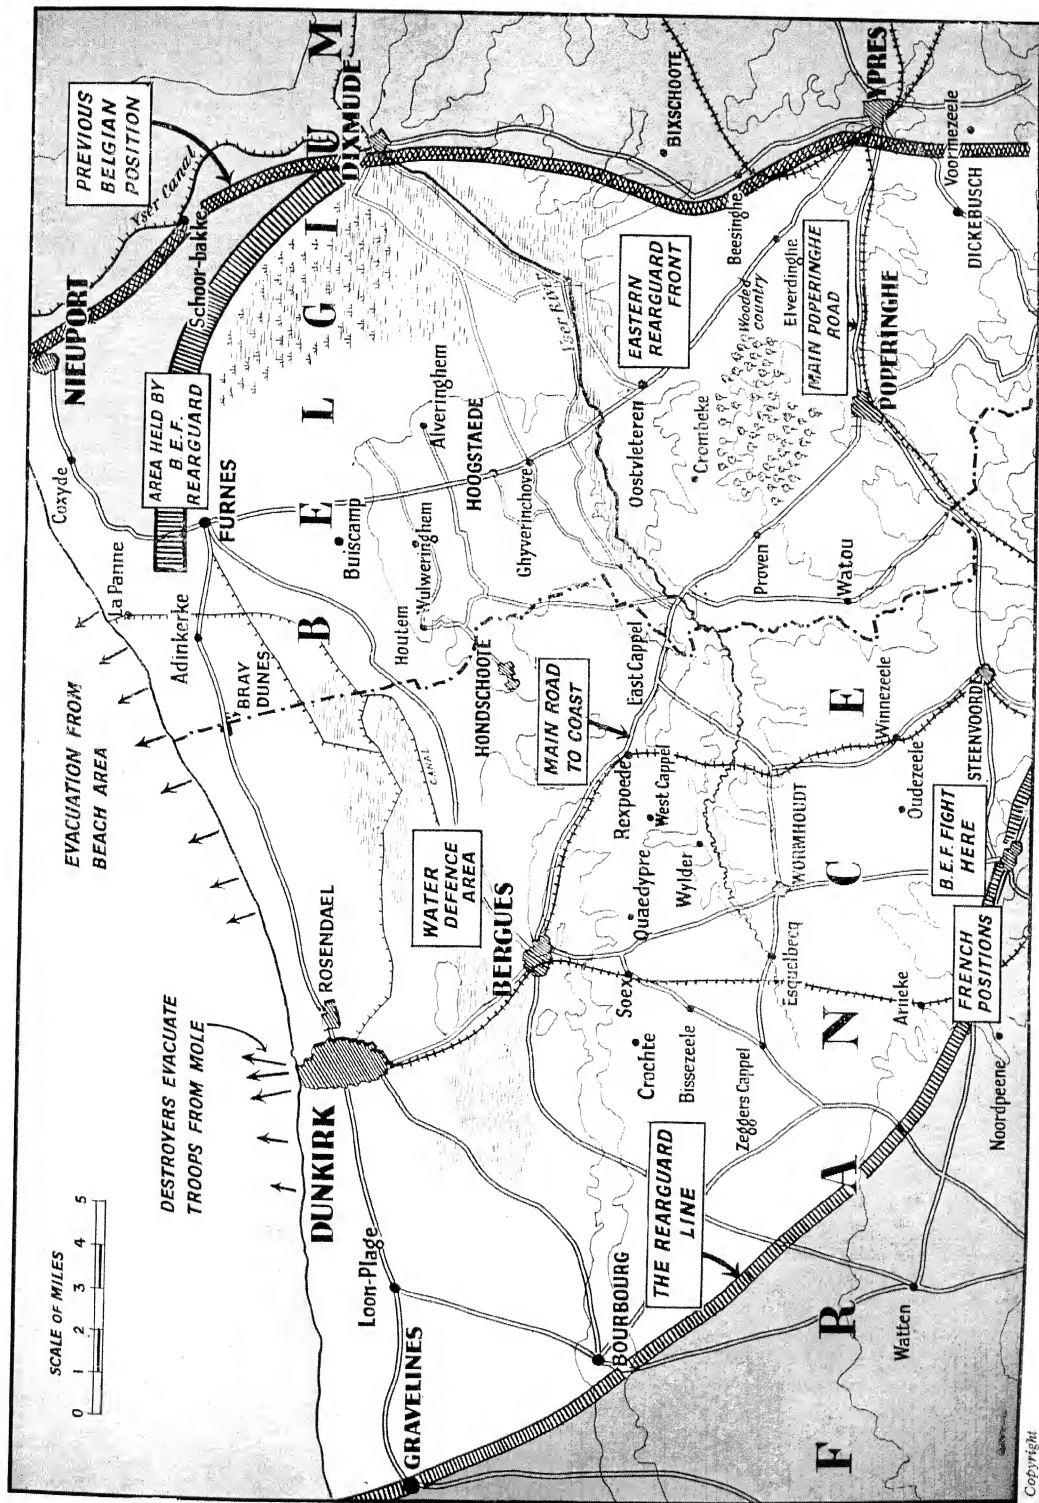 SCALE OF MILES
0 1 2 3 4 5
DESTROYERS EVACUATE
TROOPS FROM MOLE
EVACUATION FROM
BEACH AREA
PREVIOUS
BELGIAN
POSITION
Yser Canal
NIEUPORT
Coxyde
La Panne
Adinkerke
BRAY
DUNES
ROSENDAEL
DUNKIRK
Loon-Plage
GRAVELINES
AREA HELD BY
B.E.F.
REARGUARD
Schoor-bakke
FURNES
DIXMUDE
BELGIUM
Buiscamp
Houtem
Wulweringhem
Alveringhem
HOOGSTAEDE
Ghyverinchove
HONDSCHOOTE
CANAL
WATER
DEFENCE
AREA
BERGUES
MAIN ROAD
TO COAST
Yser River
EASTERN
REARGUARD
FRONT
BIXSCHOOTE
Beesinghe
Oostvleteren
Crombeke
Wooded
country
Elverdinghe
MAIN POPERINGHE
ROAD
YPRES
Voormezeele
DICKEBUSCH
POPERINGHE
Proven
Watou
East Cappel
Rexpoede
West Cappel
Wylder
Quaedypre
Soex
Crochte
Bissezeele
Zeggers Cappel
Esquelbecq
WORMHOUDT
Winnezeele
Oudezeele
STEENVOORDE
B.E.F. FIGHT
HERE
FRENCH
POSITIONS
Arneke
Noordpeene
THE REARGUARD
LINE
BOURBOURG
Watten
FRANCE
Copyright